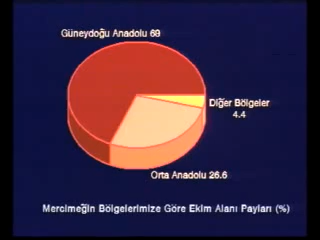 Güneydoğu Anadolu 69
Diğer Bölgeler
4.4
Orta Anadolu 26.6
Mercimeğin Bölgelerimize Göre Ekim Alanı Payları (%)